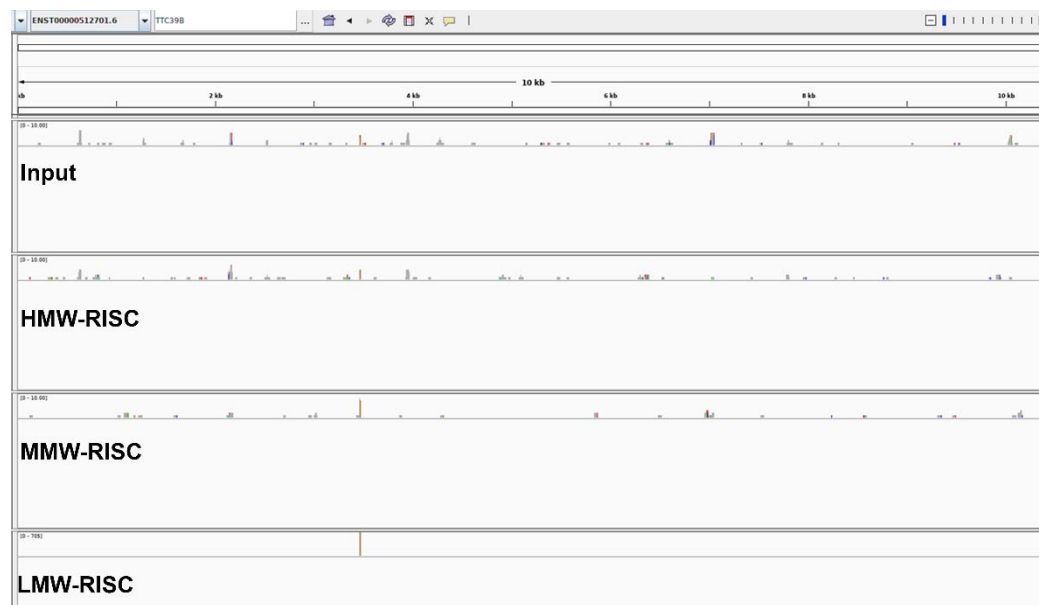 ENST00000512701.6 TTC39B ...
10 kb
kb 2 kb 4 kb 6 kb 8 kb 10 kb
[0 - 10.00]
Input
[0 - 10.00]
HMW-RISC
[0 - 10.00]
MMW-RISC
[0 - 705]
LMW-RISC